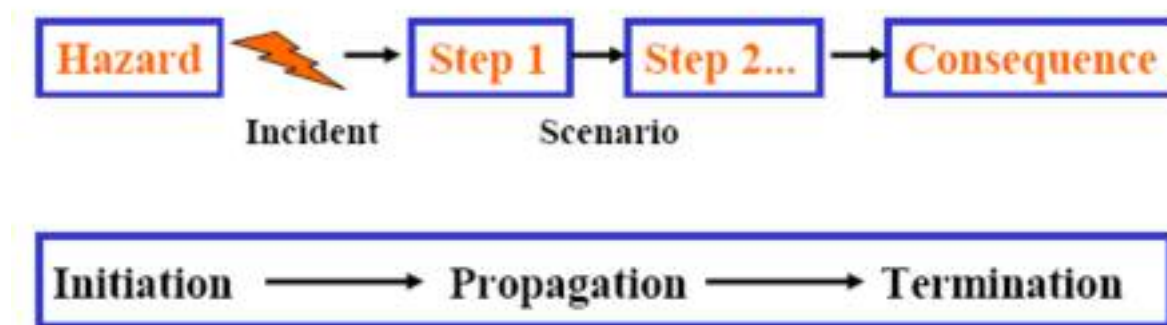 Hazard Step 1 Step 2... Consequence
Incident Scenario
Initiation Propagation Termination